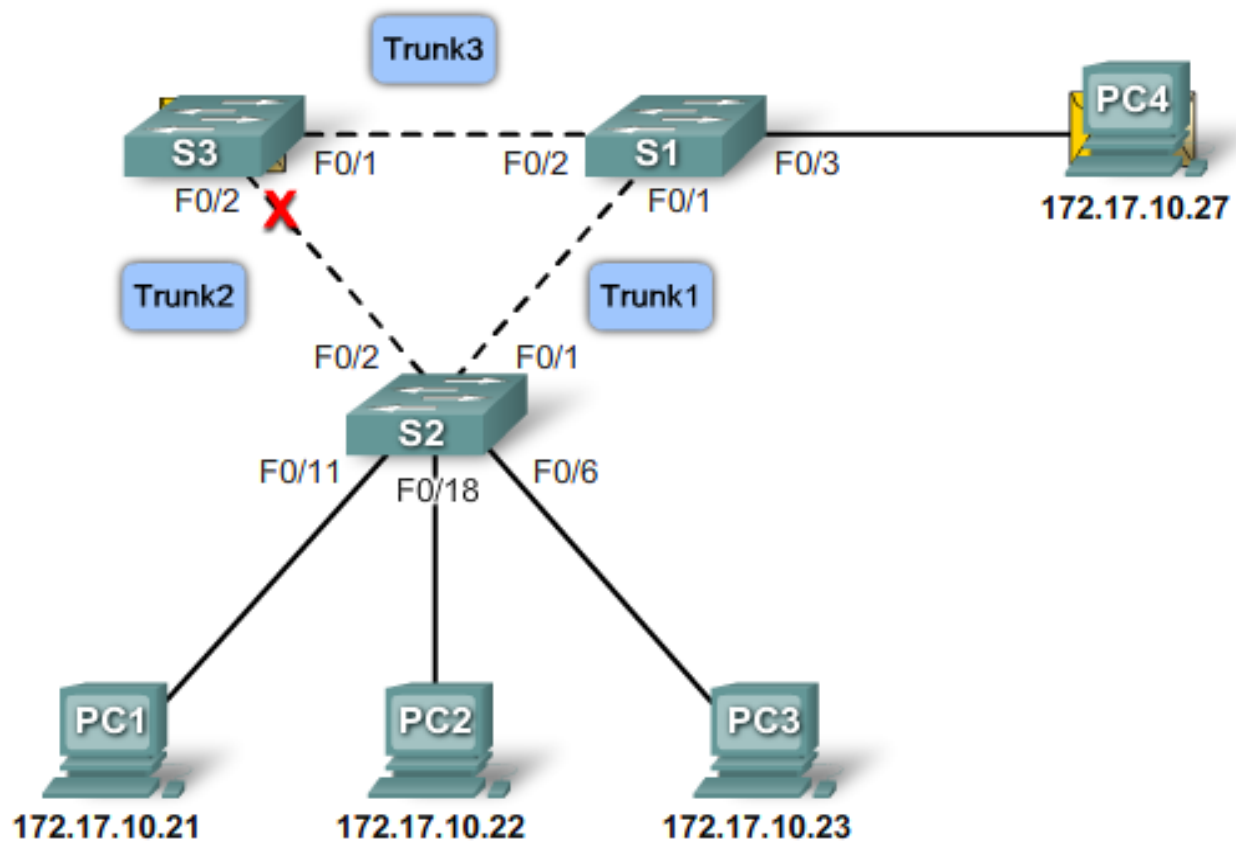 Trunk3
S3
F0/1
F0/2
S1
F0/3
PC4
F0/2
F0/1
172.17.10.27
X
Trunk2
Trunk1
F0/2
F0/1
S2
F0/11
F0/18
F0/6
PC1
PC2
PC3
172.17.10.21
172.17.10.22
172.17.10.23